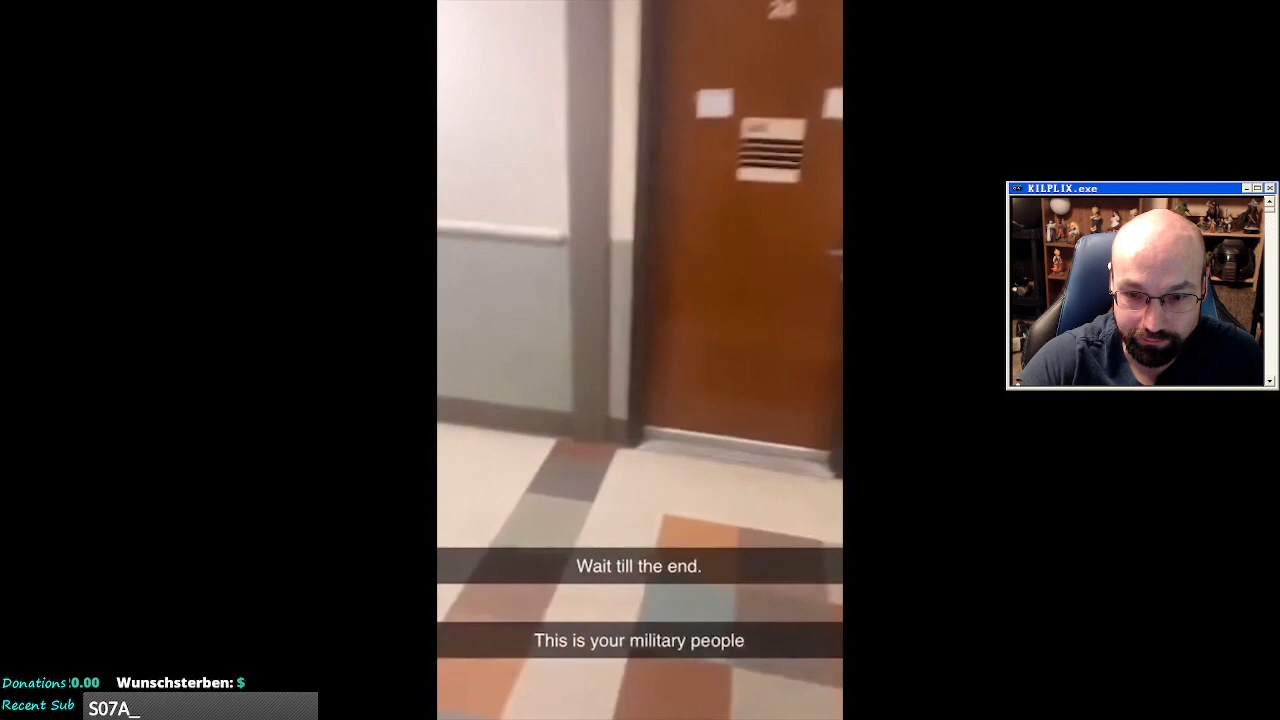 KILPLIX.exe
Wait till the end.
This is your military people
Donations: 0.00 Wunschsterben: $
Recent Sub S07A_